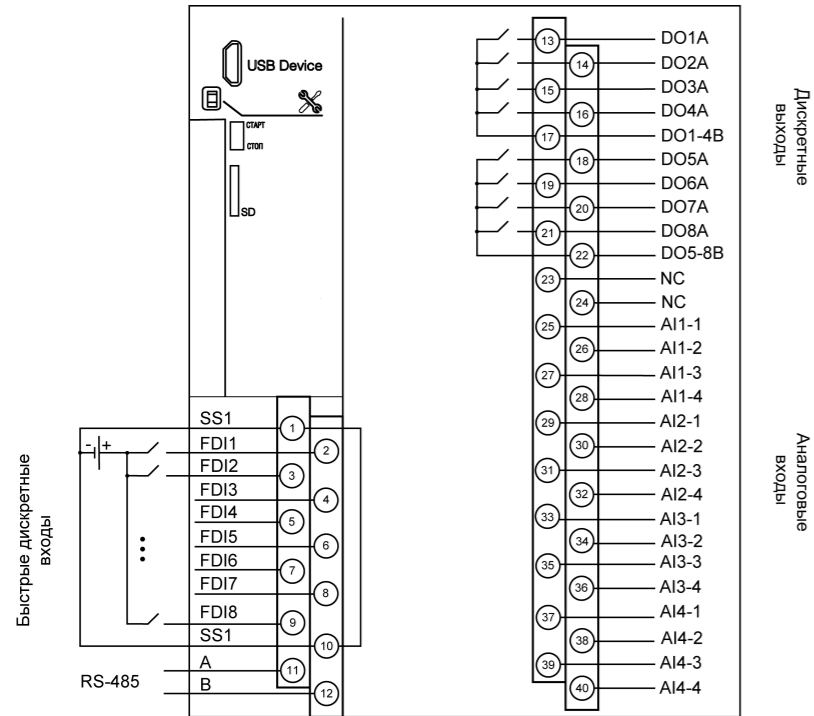 USB Device
СТАРТ
СТОП
SD
Быстрые дискретные
входы
- +
SS1
1
FDI1
2
FDI2
3
FDI3
4
FDI4
5
FDI5
6
FDI6
7
FDI7
8
FDI8
9
SS1
10
RS-485
A
11
B
12
13
DO1A
14
DO2A
15
DO3A
16
DO4A
17
DO1-4B
18
DO5A
19
DO6A
20
DO7A
21
DO8A
22
DO5-8B
23
NC
24
NC
25
AI1-1
26
AI1-2
27
AI1-3
28
AI1-4
29
AI2-1
30
AI2-2
31
AI2-3
32
AI2-4
33
AI3-1
34
AI3-2
35
AI3-3
36
AI3-4
37
AI4-1
38
AI4-2
39
AI4-3
40
AI4-4
Дискретные
выходы
Аналоговые
входы